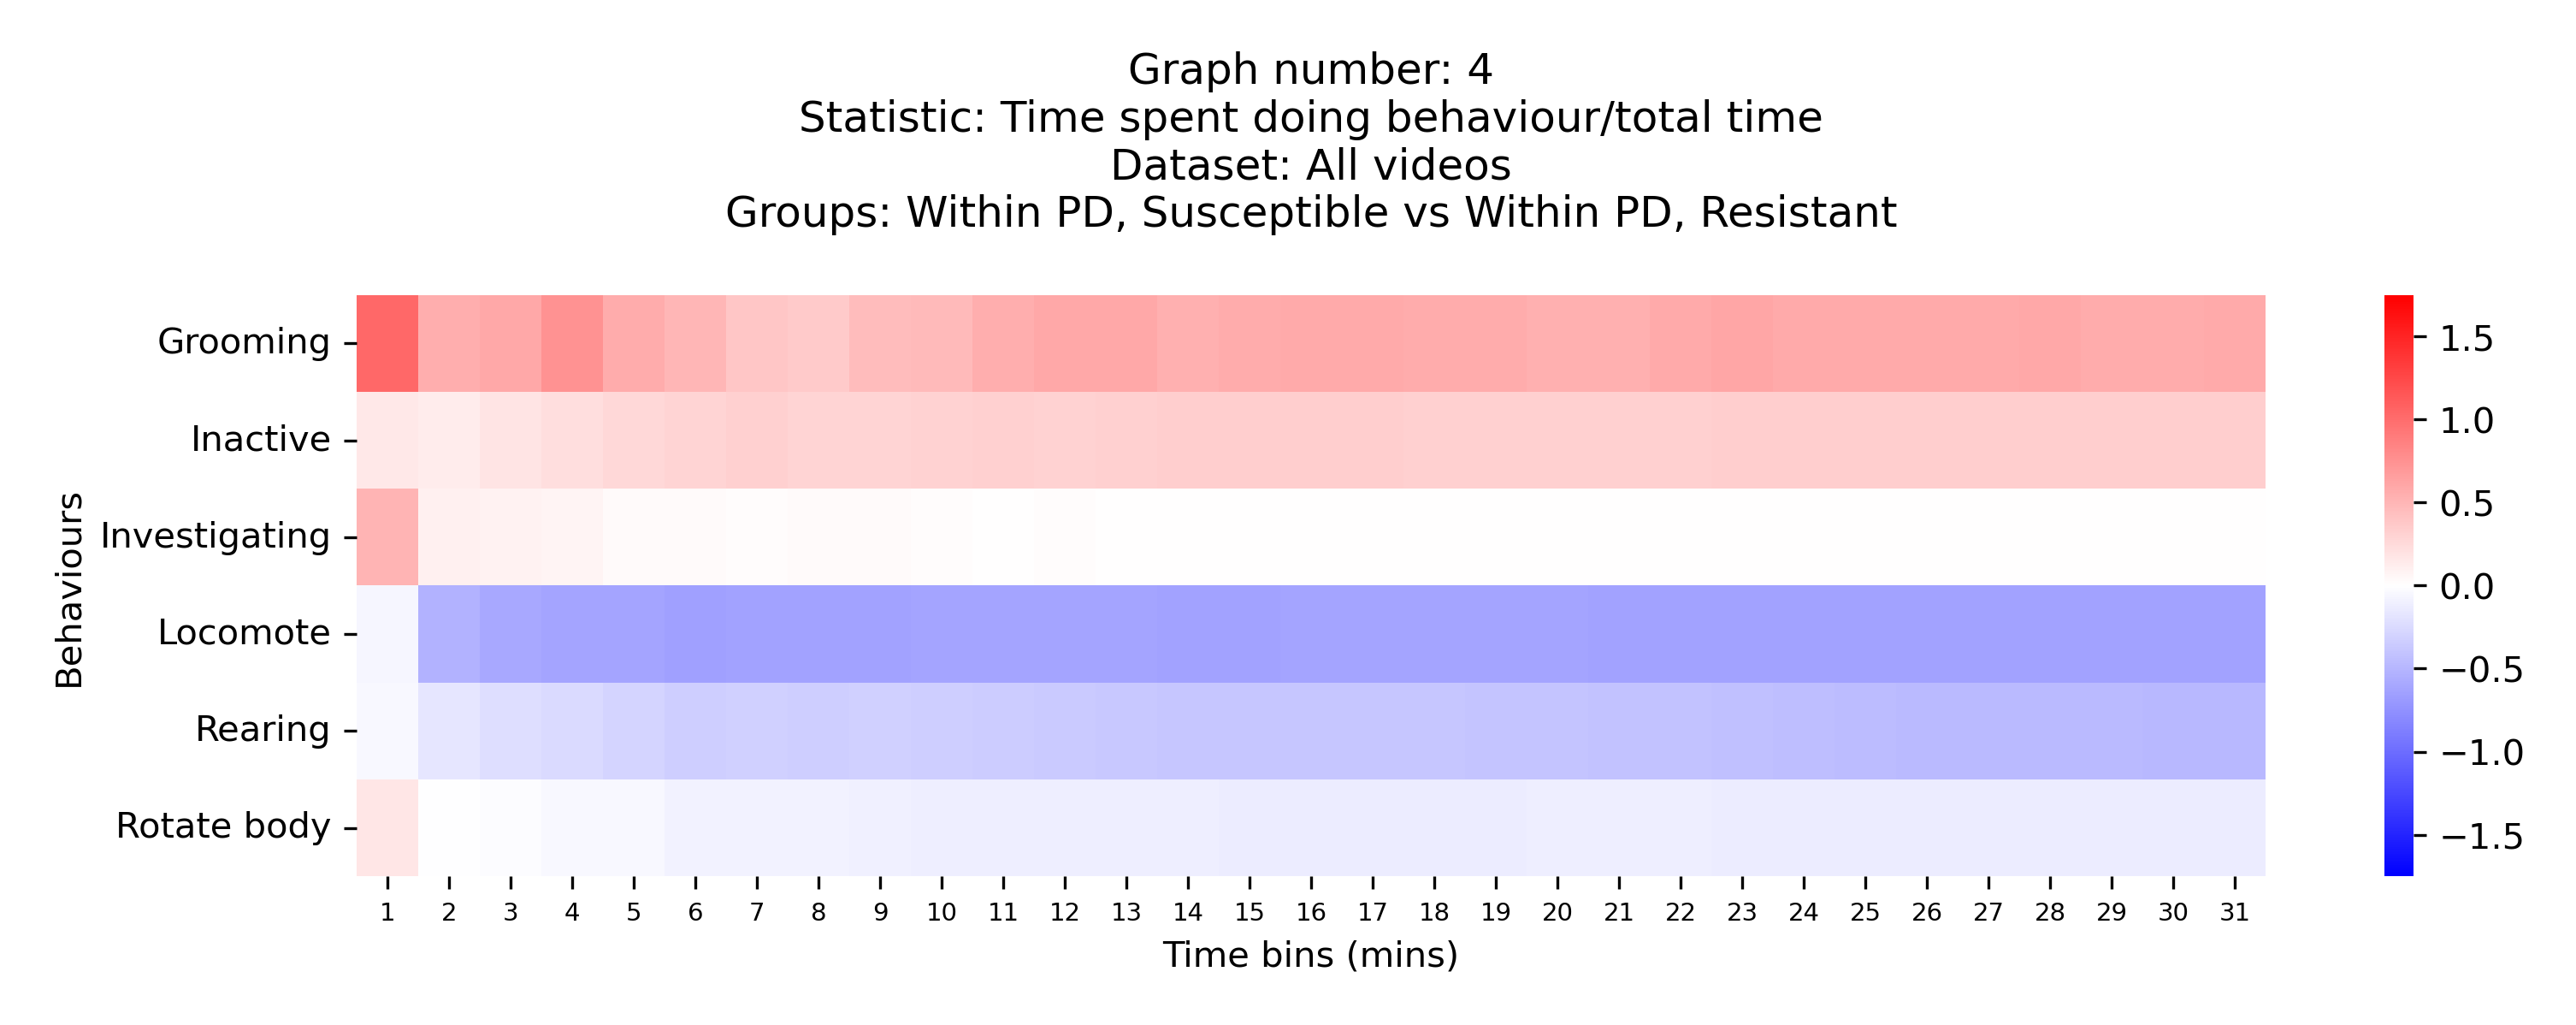 Graph number: 4
Statistic: Time spent doing behaviour/total time
Dataset: All videos
Groups: Within PD, Susceptible vs Within PD, Resistant
Behaviours
Grooming
Inactive
Investigating
Locomote
Rearing
Rotate body
1 2 3 4 5 6 7 8 9 10 11 12 13 14 15 16 17 18 19 20 21 22 23 24 25 26 27 28 29 30 31
Time bins (mins)
1.5
1.0
0.5
0.0
−0.5
−1.0
−1.5